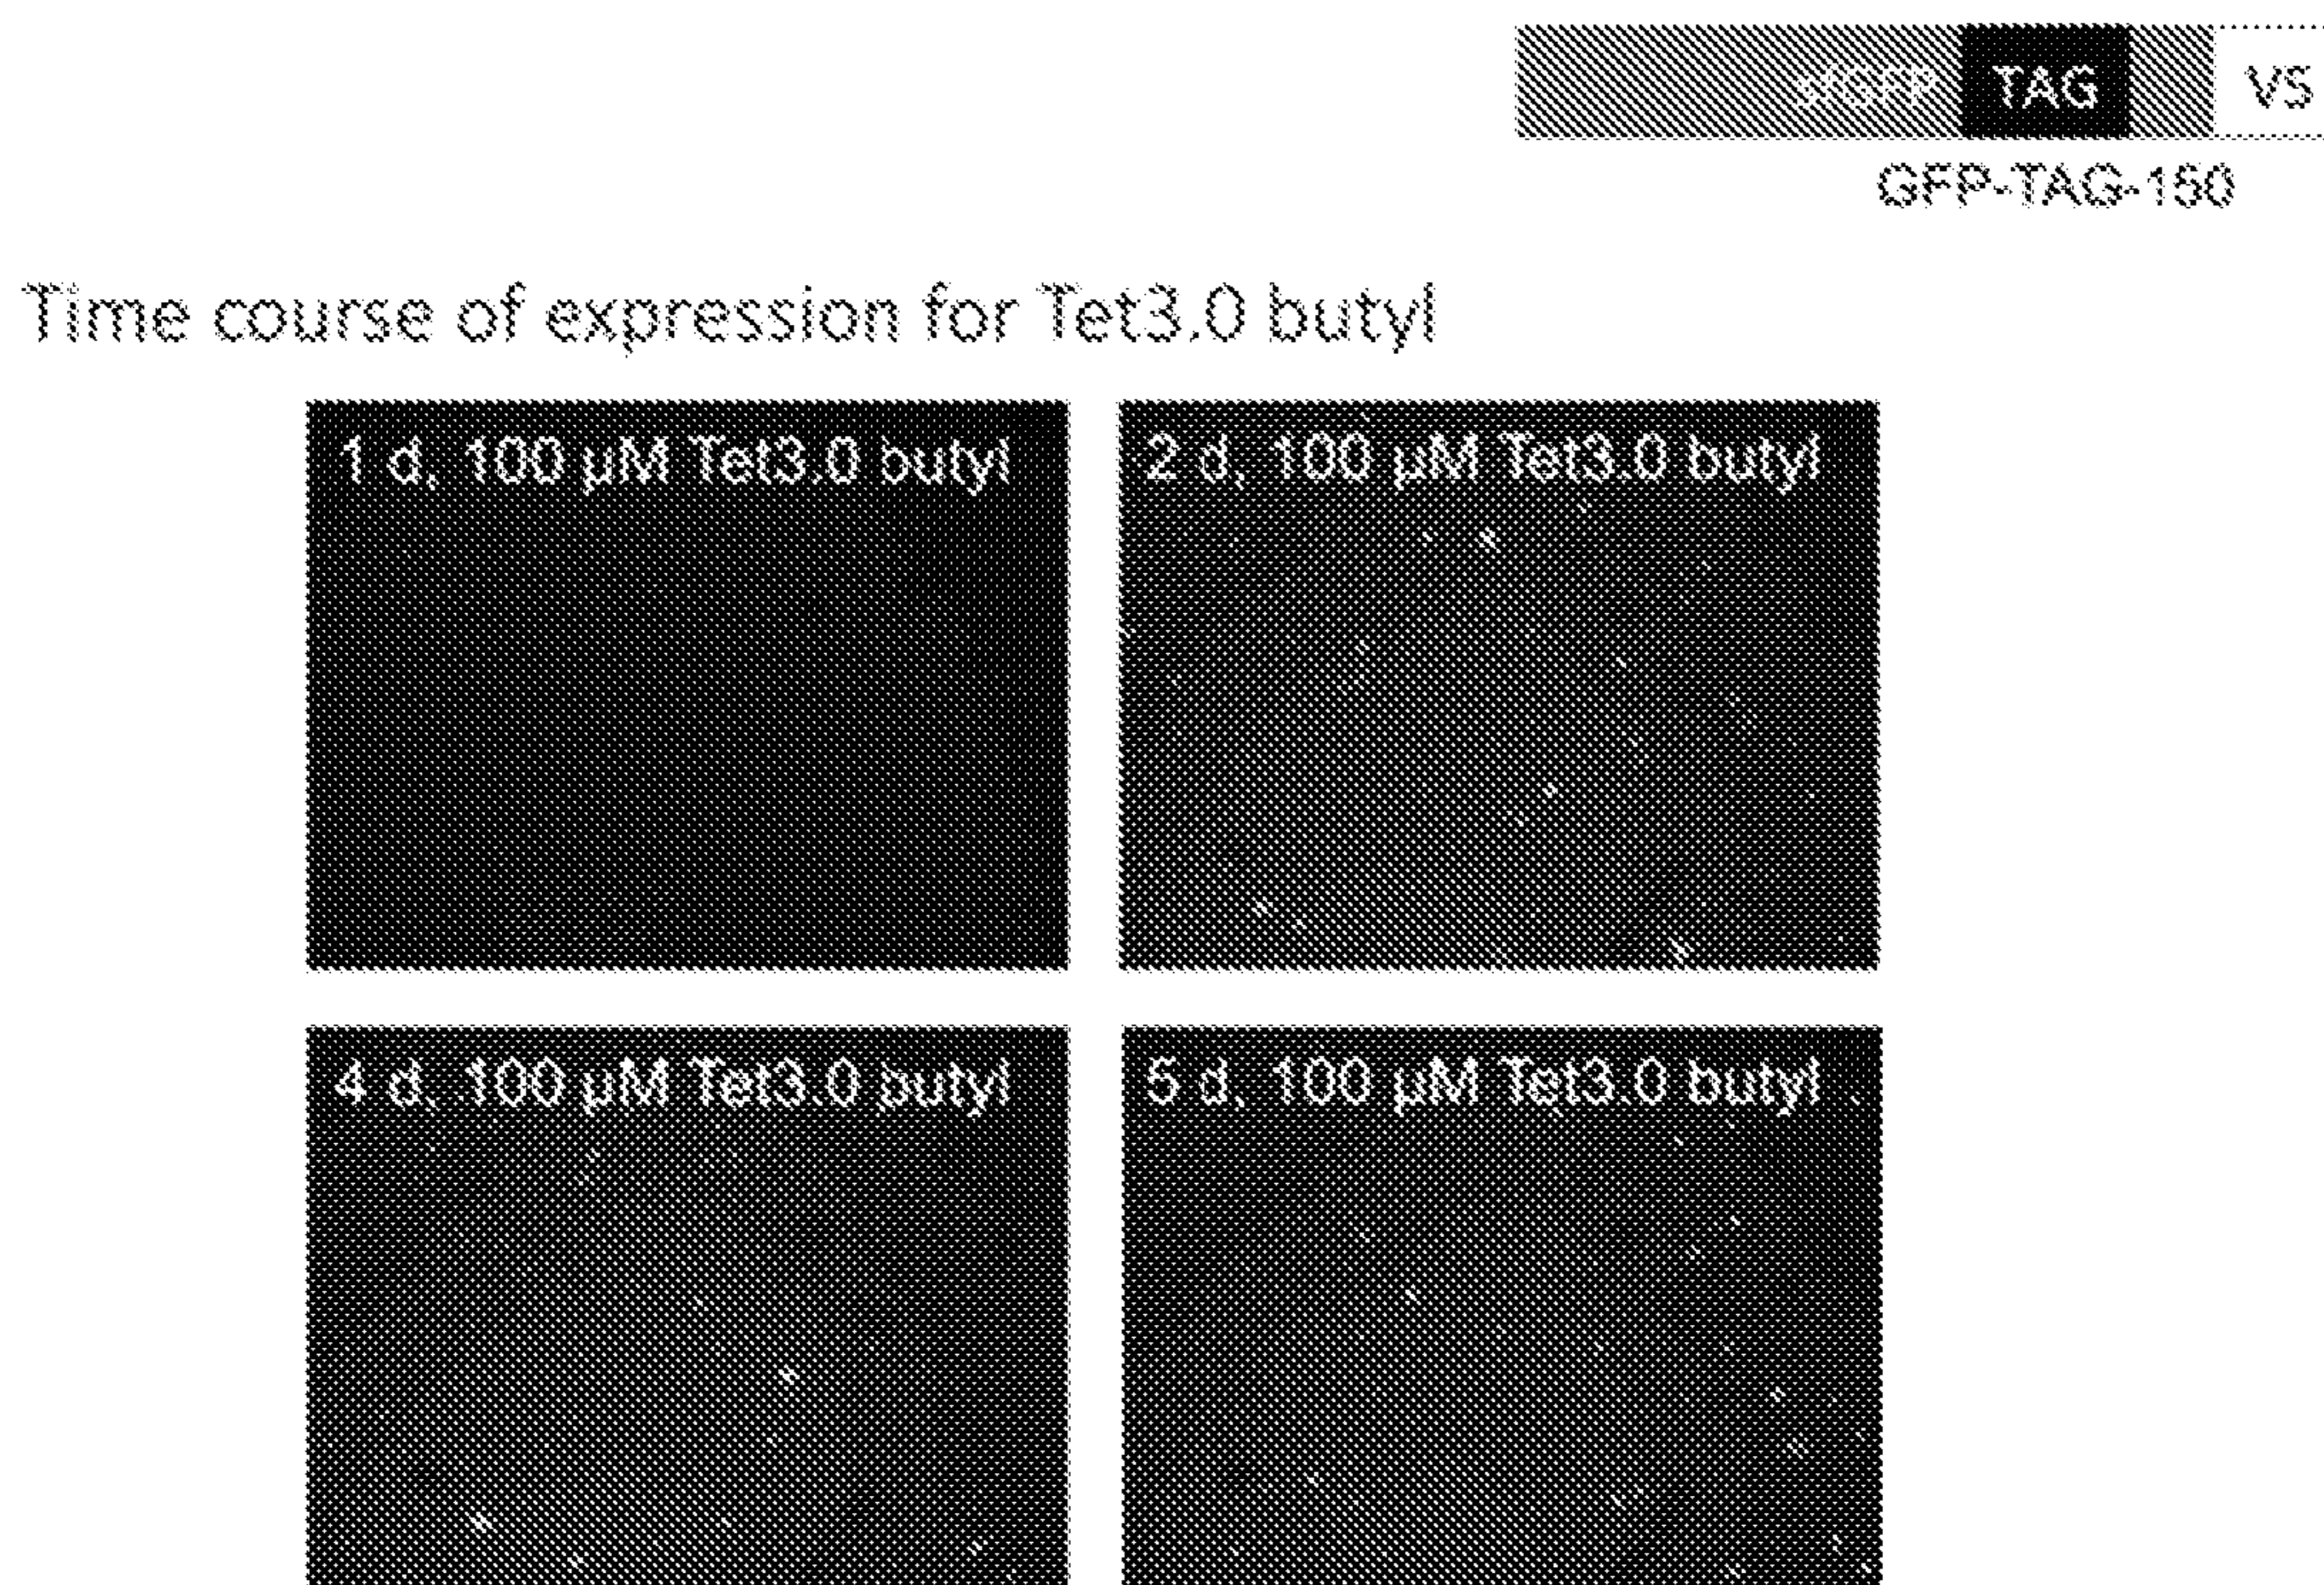 sfGFP TAG VS
GFP-TAG-150
Time course of expression for Tet3.0 butyl
1 d, 100 µM Tet3.0 butyl
2 d, 100 µM Tet3.0 butyl
4 d, 100 µM Tet3.0 butyl
5 d, 100 µM Tet3.0 butyl